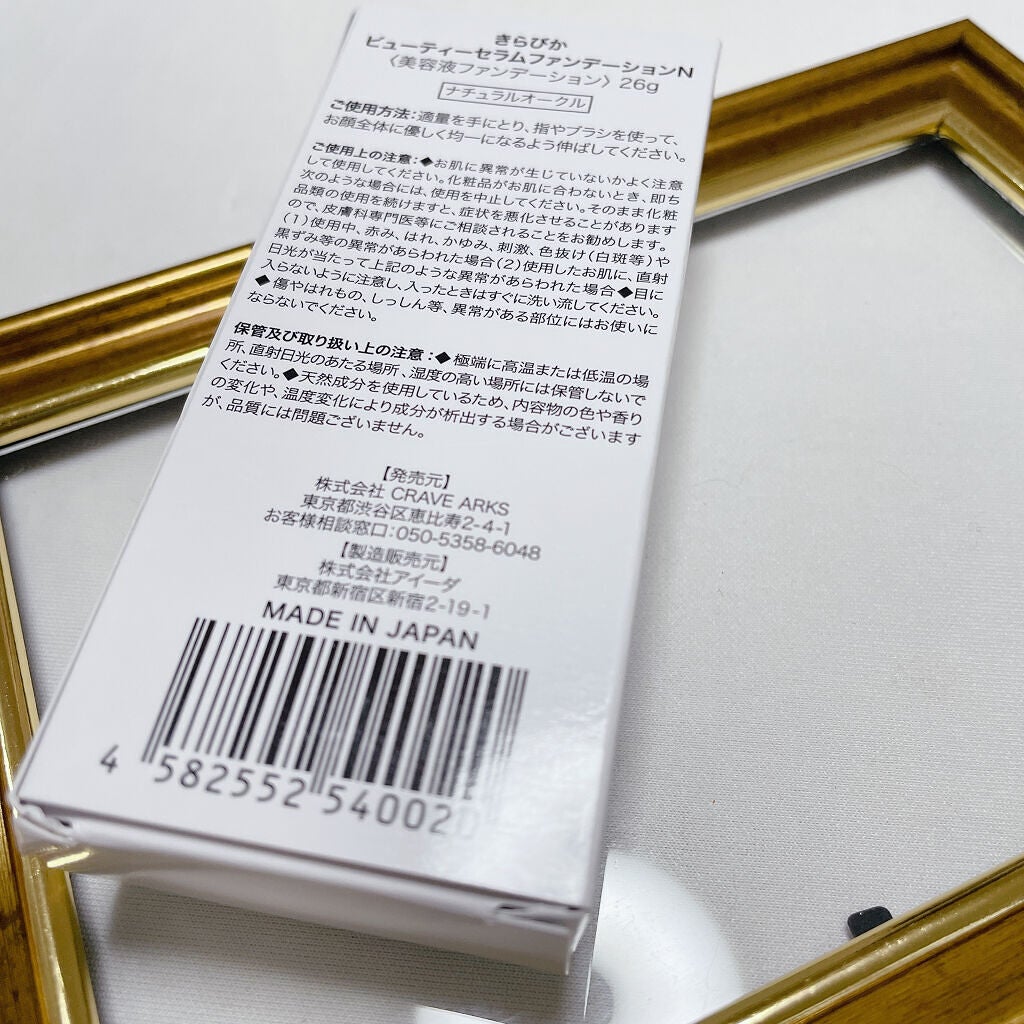 きらぴか
ビューティーセラムファンデーションN
〈美容液ファンデーション〉26g
ナチュラルオークル
ご使用方法：適量を手にとり、指やブラシを使って、
お顔全体に優しく均一になるよう伸ばしてください。
ご使用上の注意：◆お肌に異常が生じていないかよく注意
して使用してください。化粧品がお肌に合わないとき、即ち
次のような場合には、使用を中止してください。そのまま化粧
品類の使用を続けますと、症状を悪化させることがあります
ので、皮膚科専門医等にご相談されることをお勧めします。
（1）使用中、赤み、はれ、かゆみ、刺激、色抜け（白斑等）や
黒ずみ等の異常があらわれた場合（2）使用したお肌に、直射
日光が当たって上記のような異常があらわれた場合◆目に
入らないように注意し、入ったときはすぐに洗い流してください。
◆傷やはれもの、しっしん等、異常がある部位にはお使いに
ならないでください。
保管及び取り扱い上の注意：◆極端に高温または低温の場
所、直射日光のあたる場所、湿度の高い場所には保管しないで
ください。◆天然成分を使用しているため、内容物の色や香り
の変化や、温度変化により成分が析出する場合がございます
が、品質には問題ございません。
【発売元】
株式会社 CRAVE ARKS
東京都渋谷区恵比寿2-4-1
お客様相談窓口：050-5358-6048
【製造販売元】
株式会社アイーダ
東京都新宿区新宿2-19-1
MADE IN JAPAN
4 582552 540020